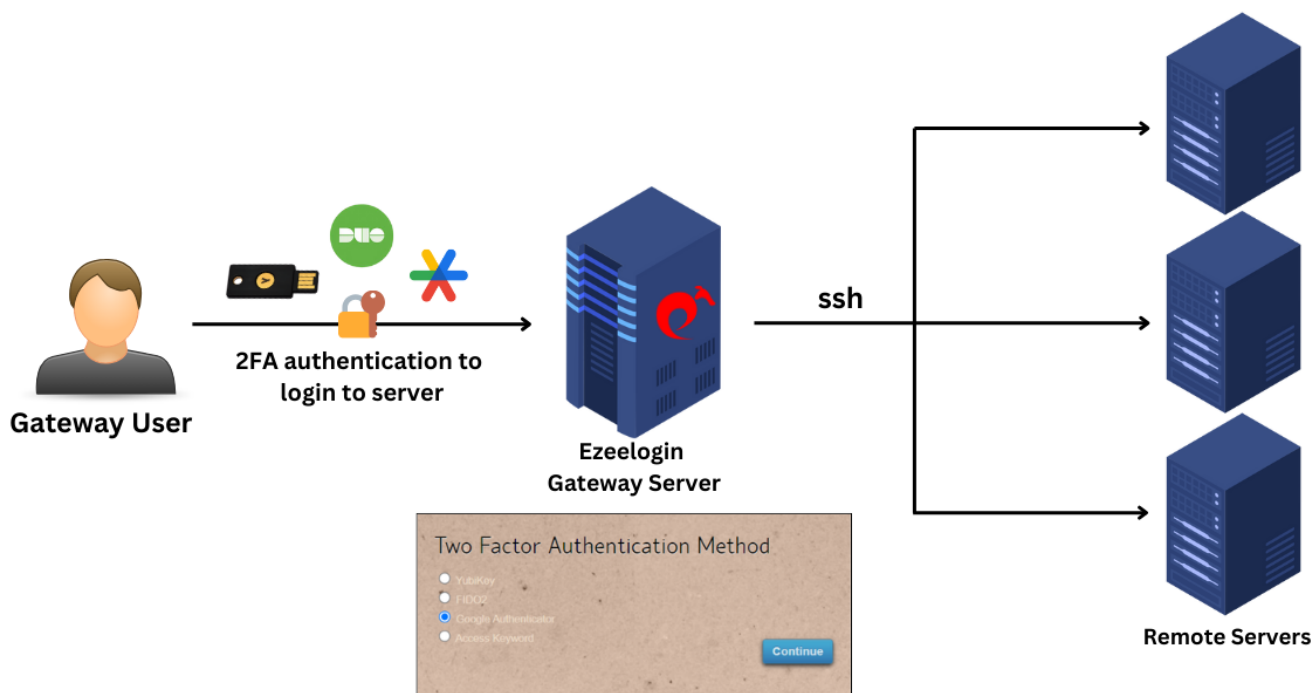 DUO
ssh
2FA authentication to
login to server
Gateway User
Ezeelogin
Gateway Server
Two Factor Authentication Method
YubiKey
FIDO2
Google Authenticator
Access Keyword
Continue
Remote Servers